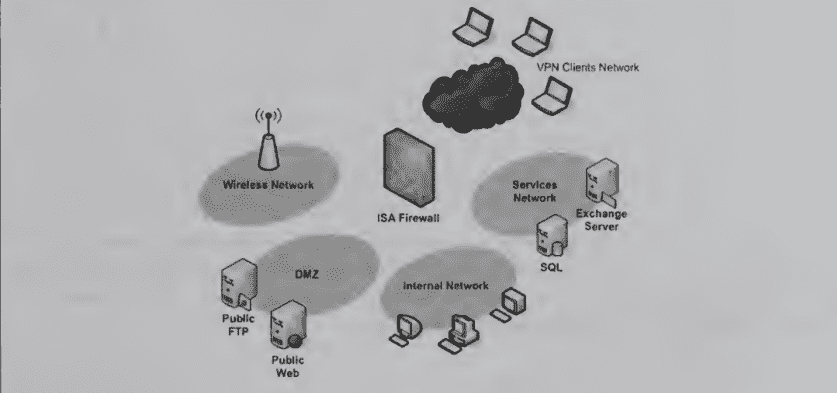 VPN Clients Network
Wireless Network
ISA Firewall
Services
Network
Exchange
Server
SQL
DMZ
Internal Network
Public
FTP
Public
Web